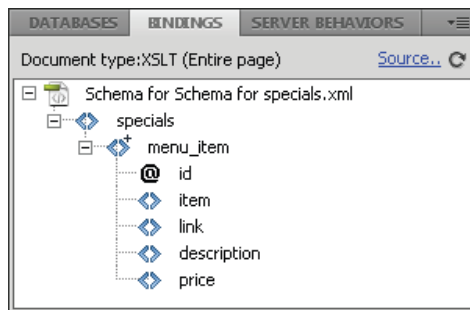 DATABASES BINDINGS SERVER BEHAVIORS
Document type:XSLT (Entire page) Source..
Schema for Schema for specials.xml
specials
menu_item
@ id
item
link
description
price